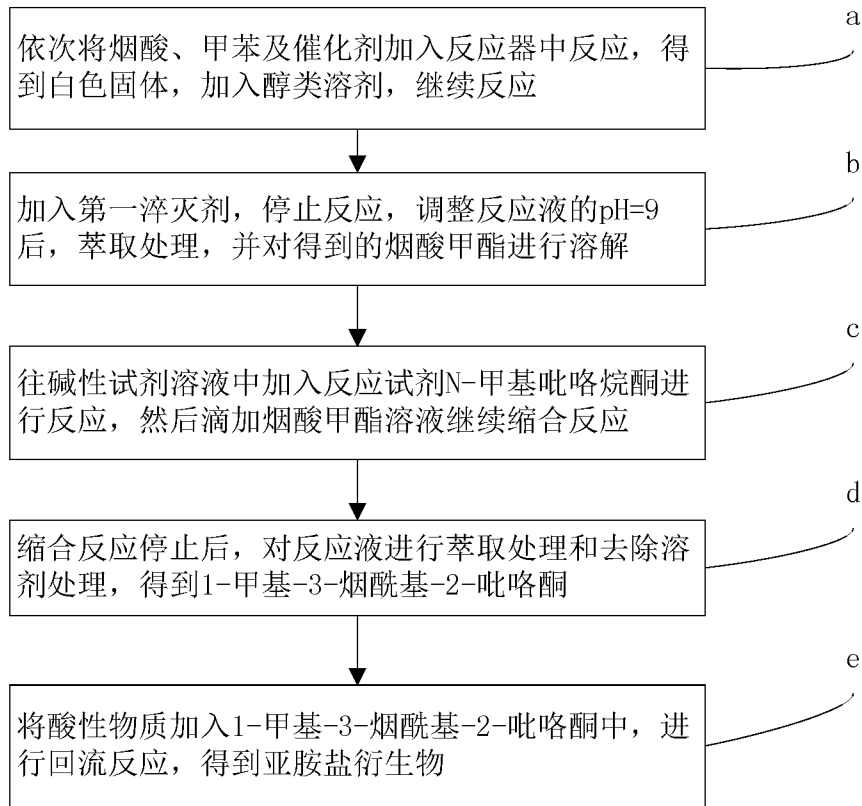 a
依次将烟酸、甲苯及催化剂加入反应器中反应，得
到白色固体，加入醇类溶剂，继续反应
b
加入第一淬灭剂，停止反应，调整反应液的pH=9
后，萃取处理，并对得到的烟酸甲酯进行溶解
c
往碱性试剂溶液中加入反应试剂N-甲基吡咯烷酮进
行反应，然后滴加烟酸甲酯溶液继续缩合反应
d
缩合反应停止后，对反应液进行萃取处理和去除溶
剂处理，得到1-甲基-3-烟酰基-2-吡咯酮
e
将酸性物质加入1-甲基-3-烟酰基-2-吡咯酮中，进
行回流反应，得到亚胺盐衍生物